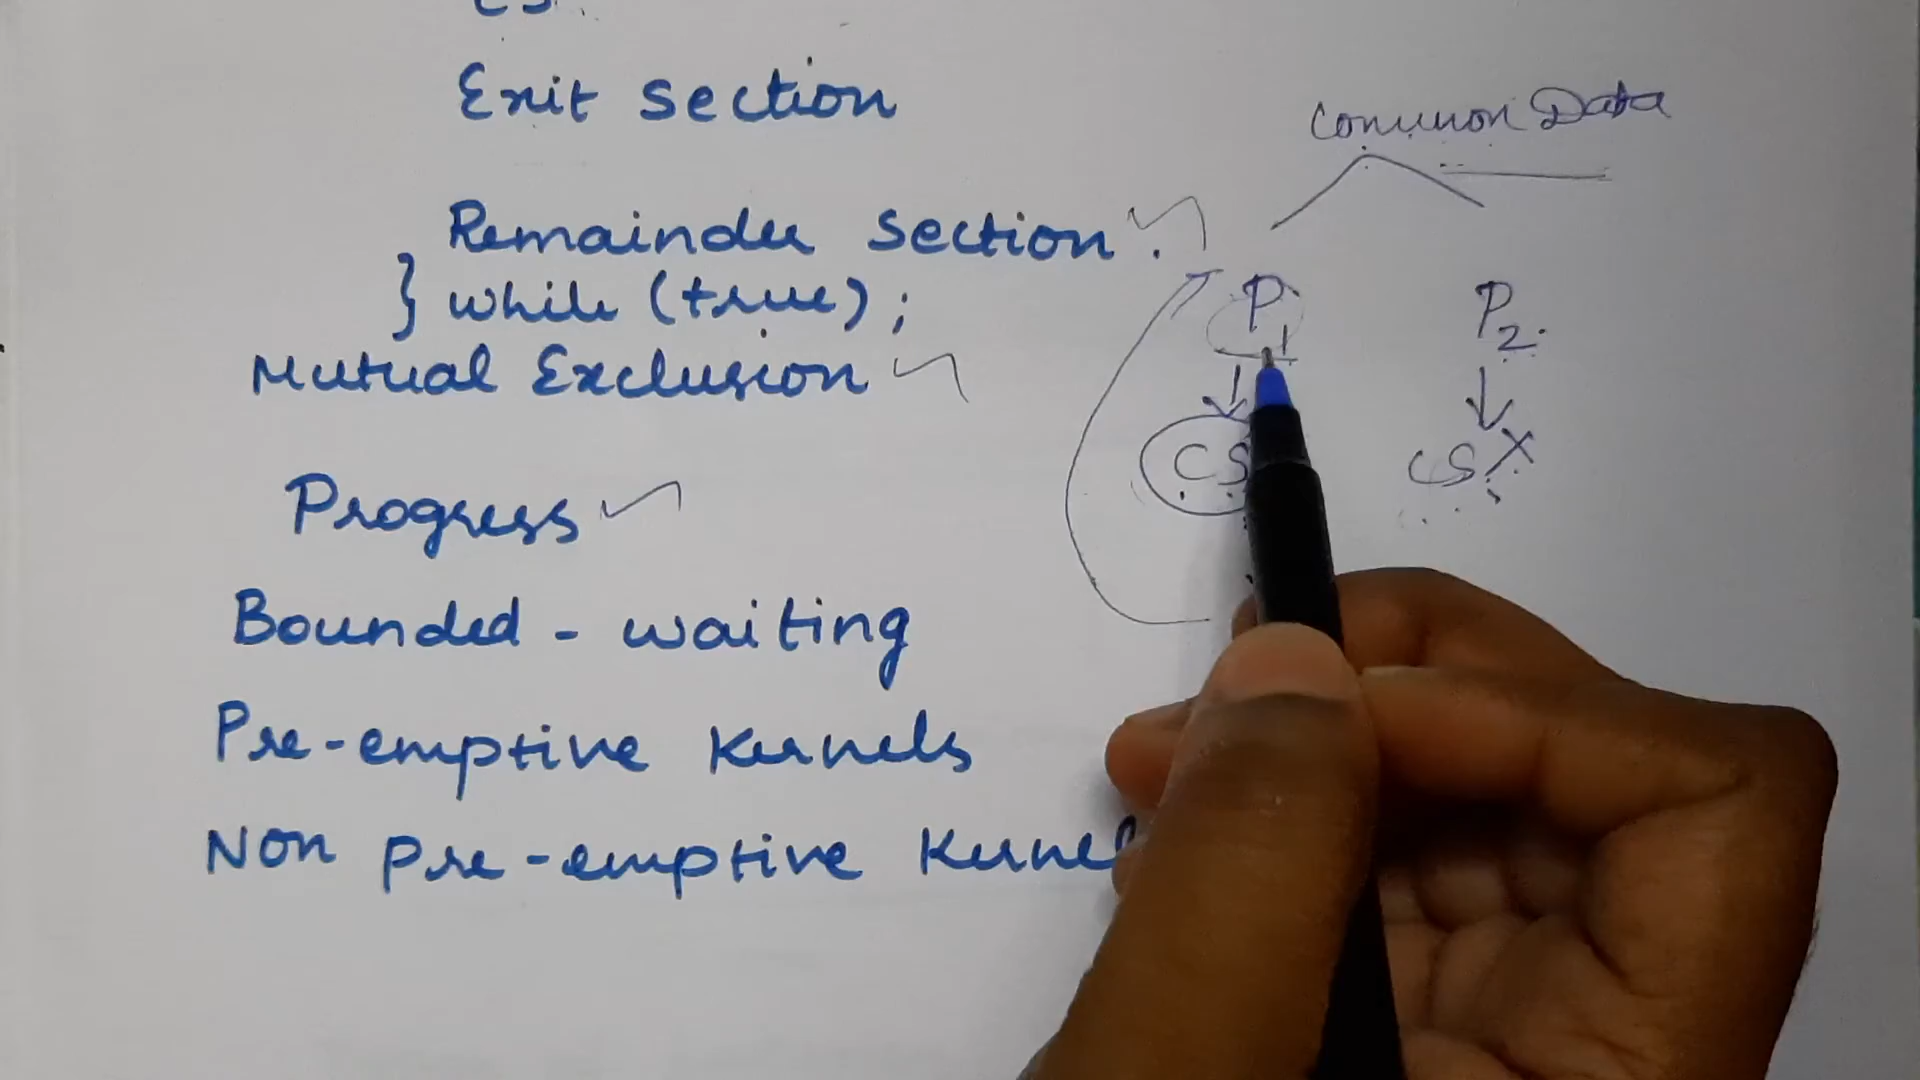 CS
Exit Section
Remainder Section.
} while (true);
Mutual Exclusion
Progress
Bounded - waiting
Pre-emptive Kernels
Non Pre-emptive Kernel
Common Data
P1
P2
CS
CS X